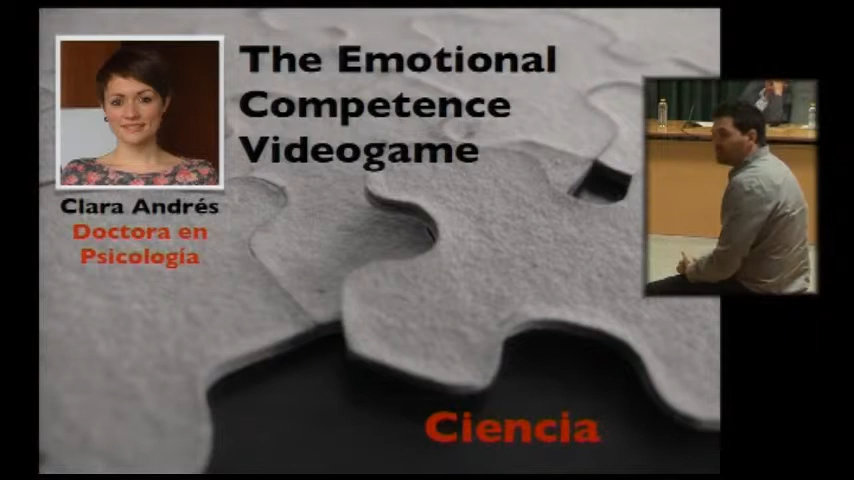 The Emotional
Competence
Videogame
Clara Andrés
Doctora en
Psicología
Ciencia